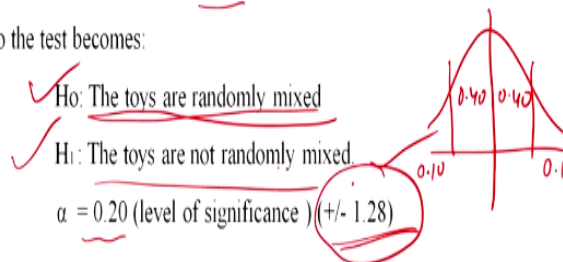 o the test becomes:
Ho: The toys are randomly mixed
H1: The toys are not randomly mixed.
α = 0.20 (level of significance ) (+/- 1.28)
0.40 0.40
0.10 0.1